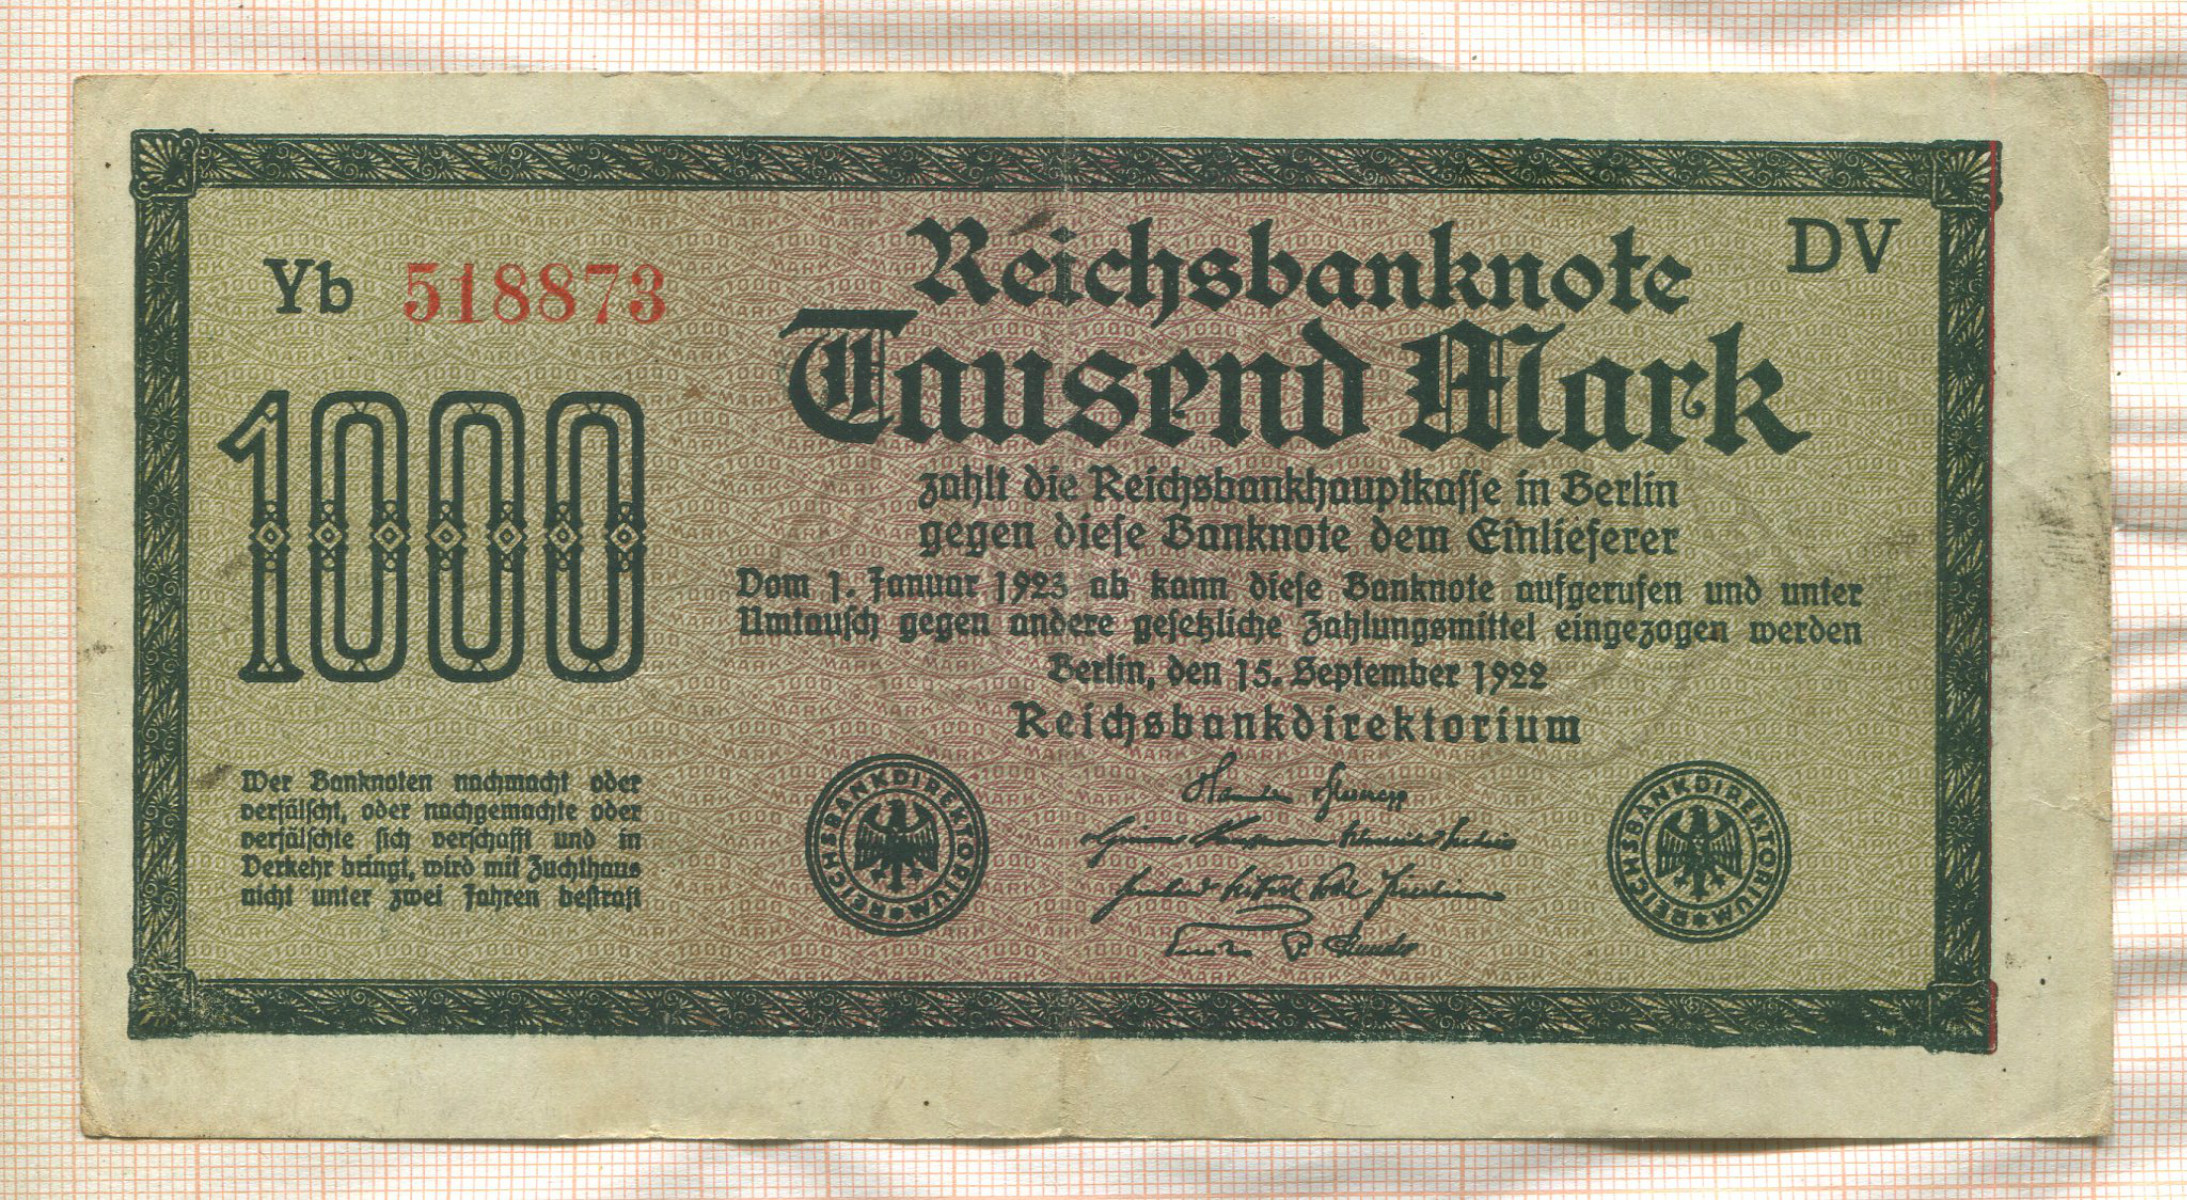 Reichsbanknote
DV
Yb 518873
Tausend Mark
1000
zahlt die Reichsbankhauptkasse in Berlin
gegen diese Banknote dem Einlieferer
Vom 1. Januar 1923 ab kann diese Banknote aufgerufen und unter
Umtausch gegen andere gesetzliche Zahlungsmittel eingezogen werden
Berlin, den 15. September 1922
Reichsbankdirektorium
Wer Banknoten nachmacht oder
verfälscht, oder nachgemachte oder
verfälschte sich verschafft und in
Verkehr bringt, wird mit Zuchthaus
nicht unter zwei Jahren bestraft
REICHSBANKDIREKTORIUM
REICHSBANKDIREKTORIUM